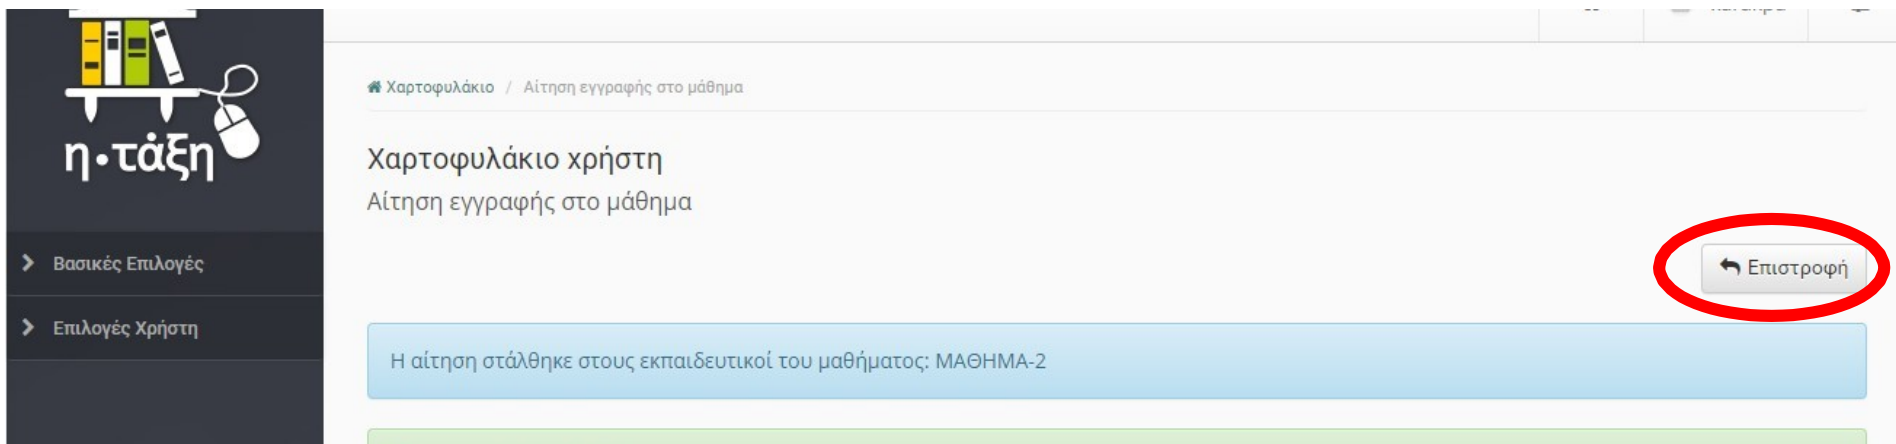 η•τάξη
Χαρτοφυλάκιο / Αίτηση εγγραφής στο μάθημα
Χαρτοφυλάκιο χρήστη
Αίτηση εγγραφής στο μάθημα
Βασικές Επιλογές
Επιστροφή
Επιλογές Χρήστη
Η αίτηση στάλθηκε στους εκπαιδευτικοί του μαθήματος: ΜΑΘΗΜΑ-2